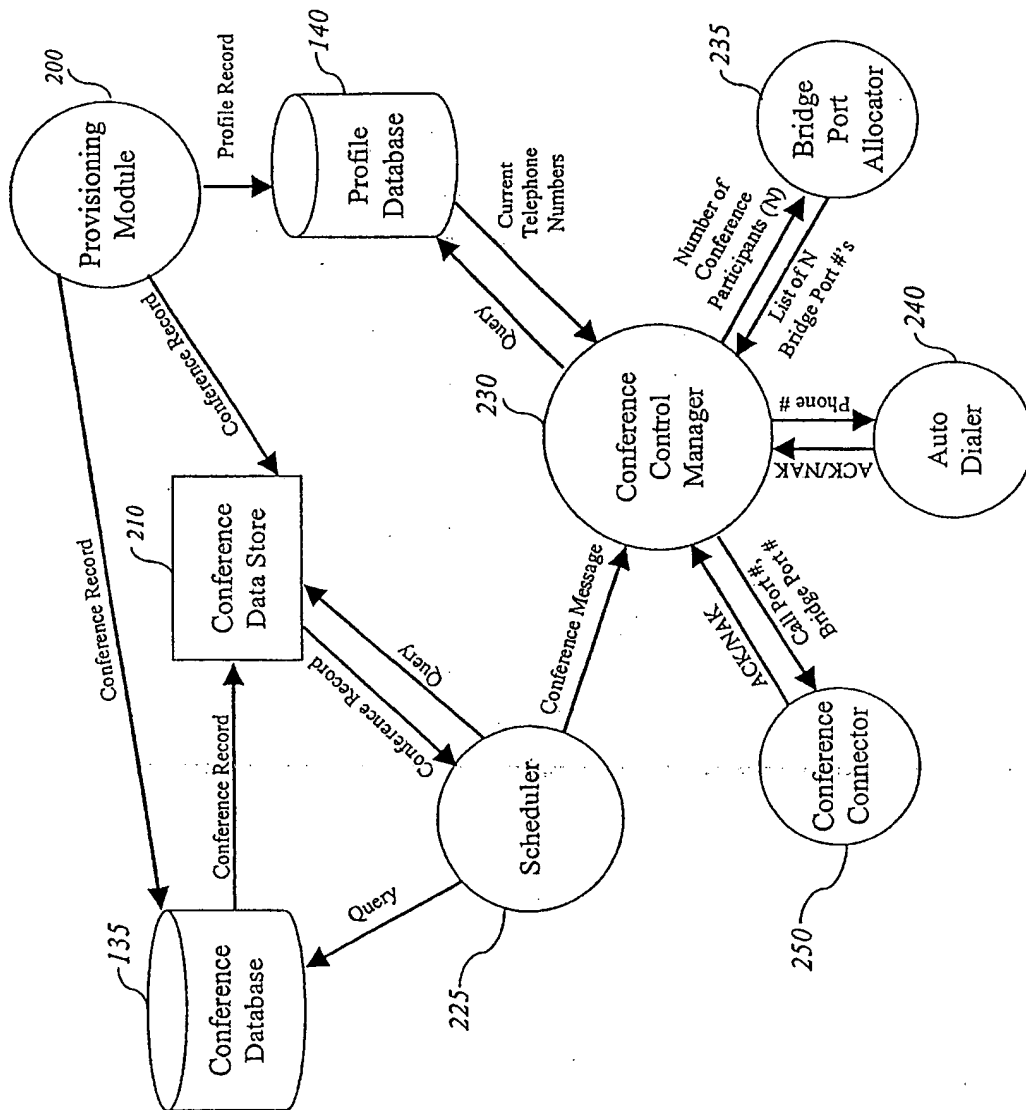 200
Provisioning
Module
Profile Record
140
Profile
Database
Conference Record
Conference Record
210
Conference
Data Store
Conference Record
135
Conference
Database
Query
Query
Conference Record
Scheduler
225
Conference Message
Query
Current
Telephone
Numbers
230
Conference
Control
Manager
Number of
Conference
Participants (N)
List of N
Bridge Port #'s
235
Bridge
Port
Allocator
Phone #
ACK/NAK
240
Auto
Dialer
Call Port #,
Bridge Port #
ACK/NAK
Conference
Connector
250